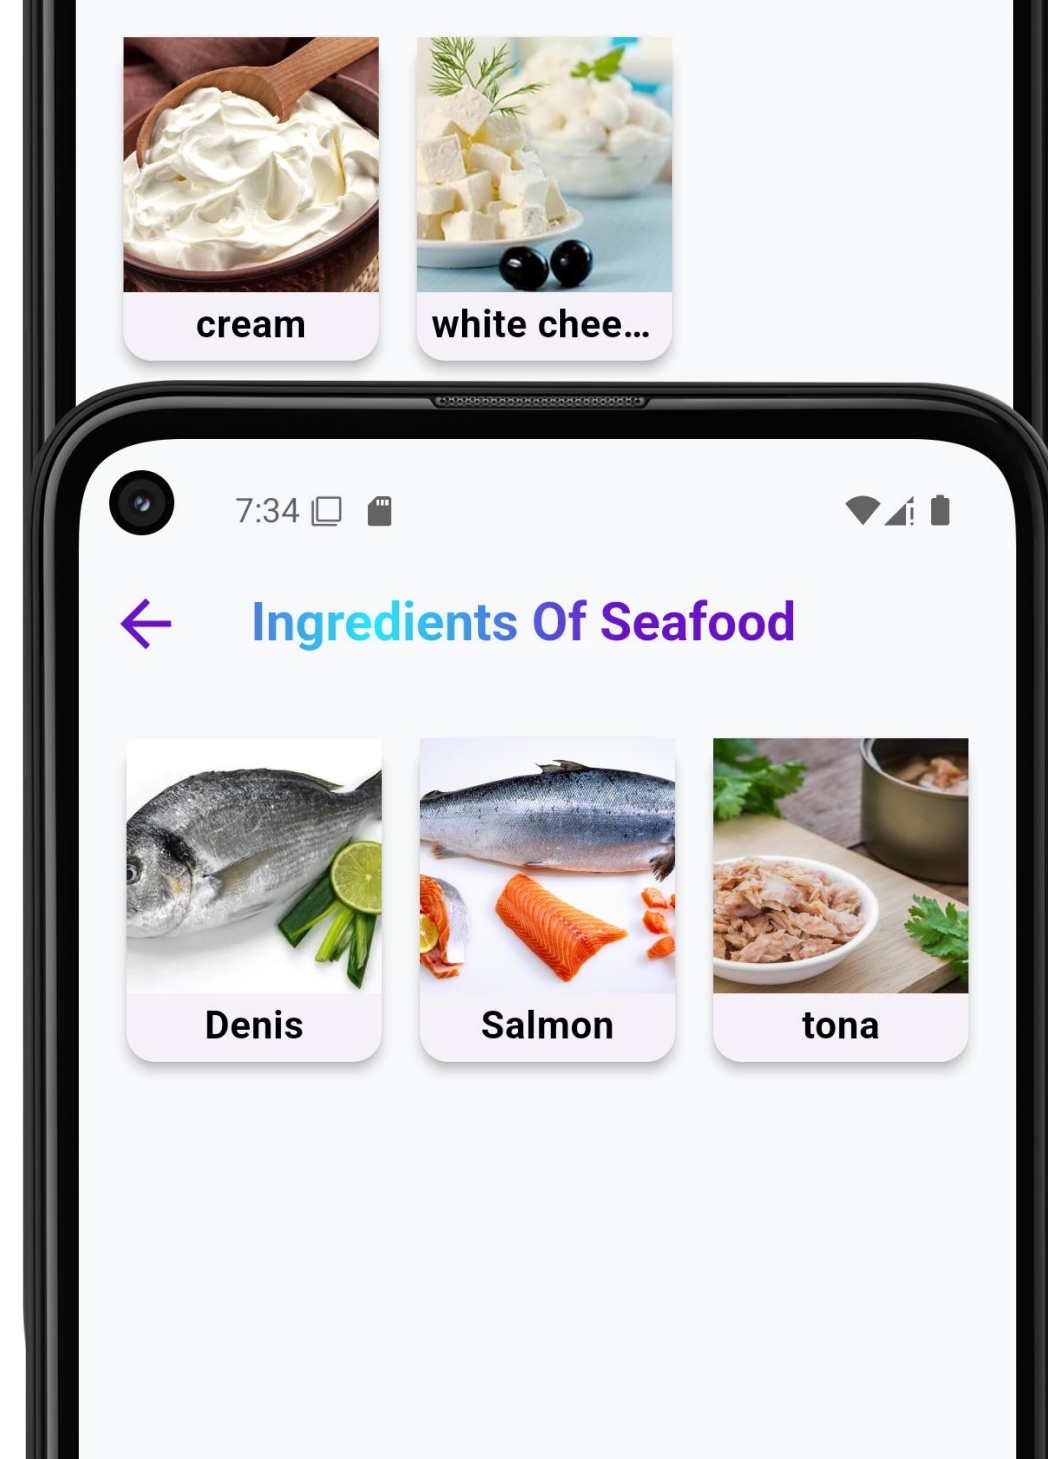 cream
white chee...
7:34
Ingredients Of Seafood
Denis
Salmon
tona